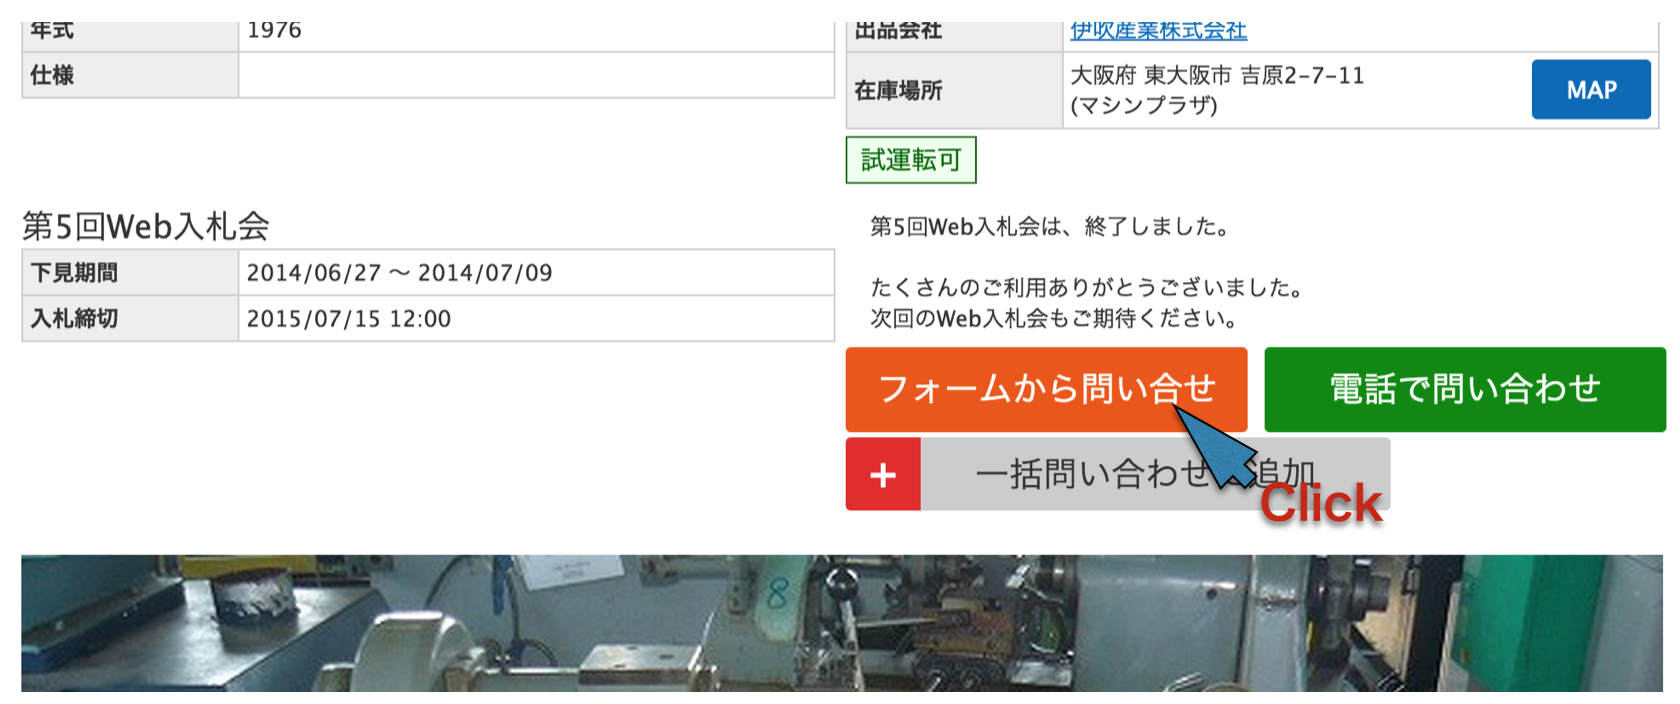 年式 1976
仕様
出品会社 伊吹産業株式会社
在庫場所
大阪府 東大阪市 吉原2-7-11
(マシンプラザ)
MAP
試運転可
第5回Web入札会
下見期間 2014/06/27 〜 2014/07/09
入札締切 2015/07/15 12:00
第5回Web入札会は、終了しました。
たくさんのご利用ありがとうございました。
次回のWeb入札会もご期待ください。
フォームから問い合せ
電話で問い合わせ
+ 一括問い合わせ 追加
Click
8